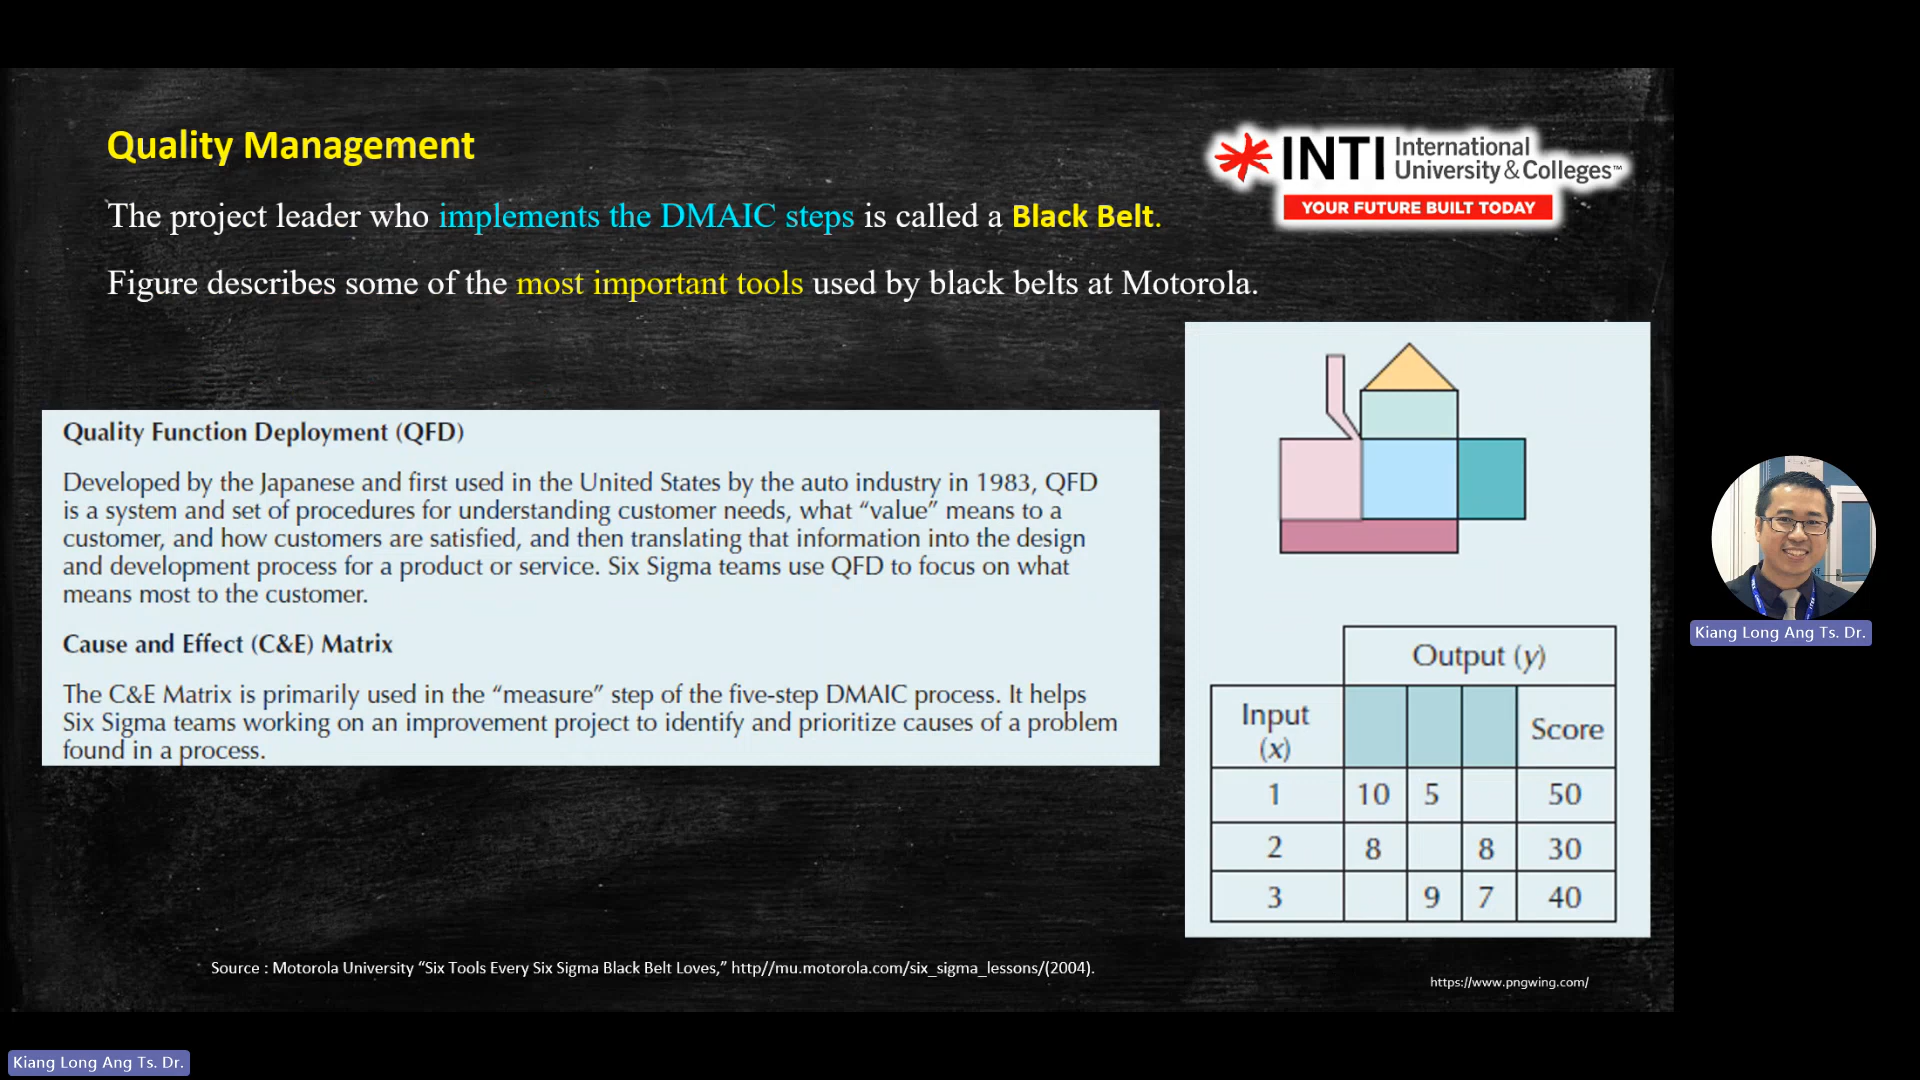 Quality Management
INTI International
University & Colleges™
YOUR FUTURE BUILT TODAY
The project leader who implements the DMAIC steps is called a Black Belt.
Figure describes some of the most important tools used by black belts at Motorola.
Quality Function Deployment (QFD)
Developed by the Japanese and first used in the United States by the auto industry in 1983, QFD
is a system and set of procedures for understanding customer needs, what “value” means to a
customer, and how customers are satisfied, and then translating that information into the design
and development process for a product or service. Six Sigma teams use QFD to focus on what
means most to the customer.
Cause and Effect (C&E) Matrix
The C&E Matrix is primarily used in the “measure” step of the five-step DMAIC process. It helps
Six Sigma teams working on an improvement project to identify and prioritize causes of a problem
found in a process.
Output (y)
Input
(x)
Score
1 10 5 50
2 8 8 30
3 9 7 40
Source : Motorola University “Six Tools Every Six Sigma Black Belt Loves,” http//mu.motorola.com/six_sigma_lessons/(2004).
https://www.pngwing.com/
Kiang Long Ang Ts. Dr.
Kiang Long Ang Ts. Dr.